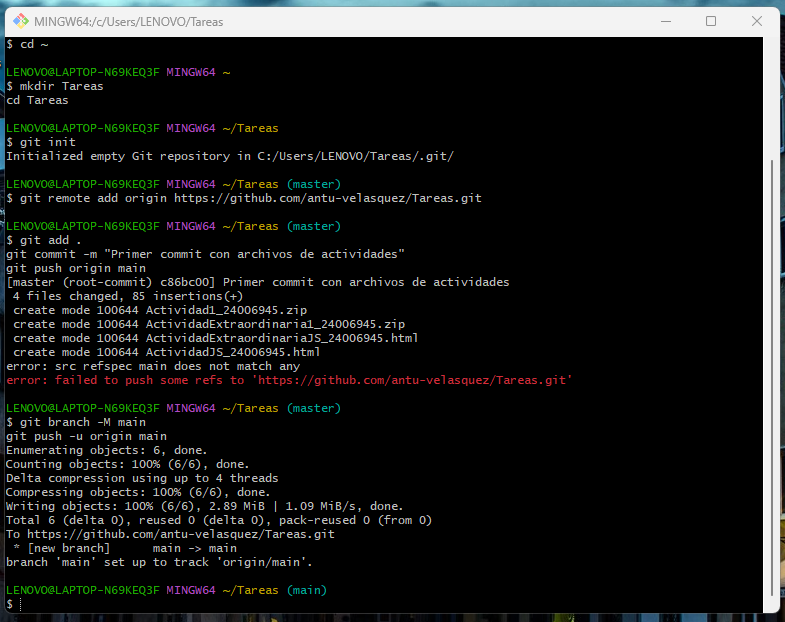 MINGW64:/c/Users/LENOVO/Tareas
$ cd ~
LENOVO@LAPTOP-N69KEQ3F MINGW64 ~
$ mkdir Tareas
cd Tareas
LENOVO@LAPTOP-N69KEQ3F MINGW64 ~/Tareas
$ git init
Initialized empty Git repository in C:/Users/LENOVO/Tareas/.git/
LENOVO@LAPTOP-N69KEQ3F MINGW64 ~/Tareas (master)
$ git remote add origin https://github.com/antu-velasquez/Tareas.git
LENOVO@LAPTOP-N69KEQ3F MINGW64 ~/Tareas (master)
$ git add .
git commit -m "Primer commit con archivos de actividades"
git push origin main
[master (root-commit) c86bc00] Primer commit con archivos de actividades
 4 files changed, 85 insertions(+)
 create mode 100644 Actividad1_24006945.zip
 create mode 100644 ActividadExtraordinaria1_24006945.zip
 create mode 100644 ActividadExtraordinariaJS_24006945.html
 create mode 100644 ActividadJS_24006945.html
error: src refspec main does not match any
error: failed to push some refs to 'https://github.com/antu-velasquez/Tareas.git'
LENOVO@LAPTOP-N69KEQ3F MINGW64 ~/Tareas (master)
$ git branch -M main
git push -u origin main
Enumerating objects: 6, done.
Counting objects: 100% (6/6), done.
Delta compression using up to 4 threads
Compressing objects: 100% (6/6), done.
Writing objects: 100% (6/6), 2.89 MiB | 1.09 MiB/s, done.
Total 6 (delta 0), reused 0 (delta 0), pack-reused 0 (from 0)
To https://github.com/antu-velasquez/Tareas.git
 * [new branch]      main -> main
branch 'main' set up to track 'origin/main'.
LENOVO@LAPTOP-N69KEQ3F MINGW64 ~/Tareas (main)
$